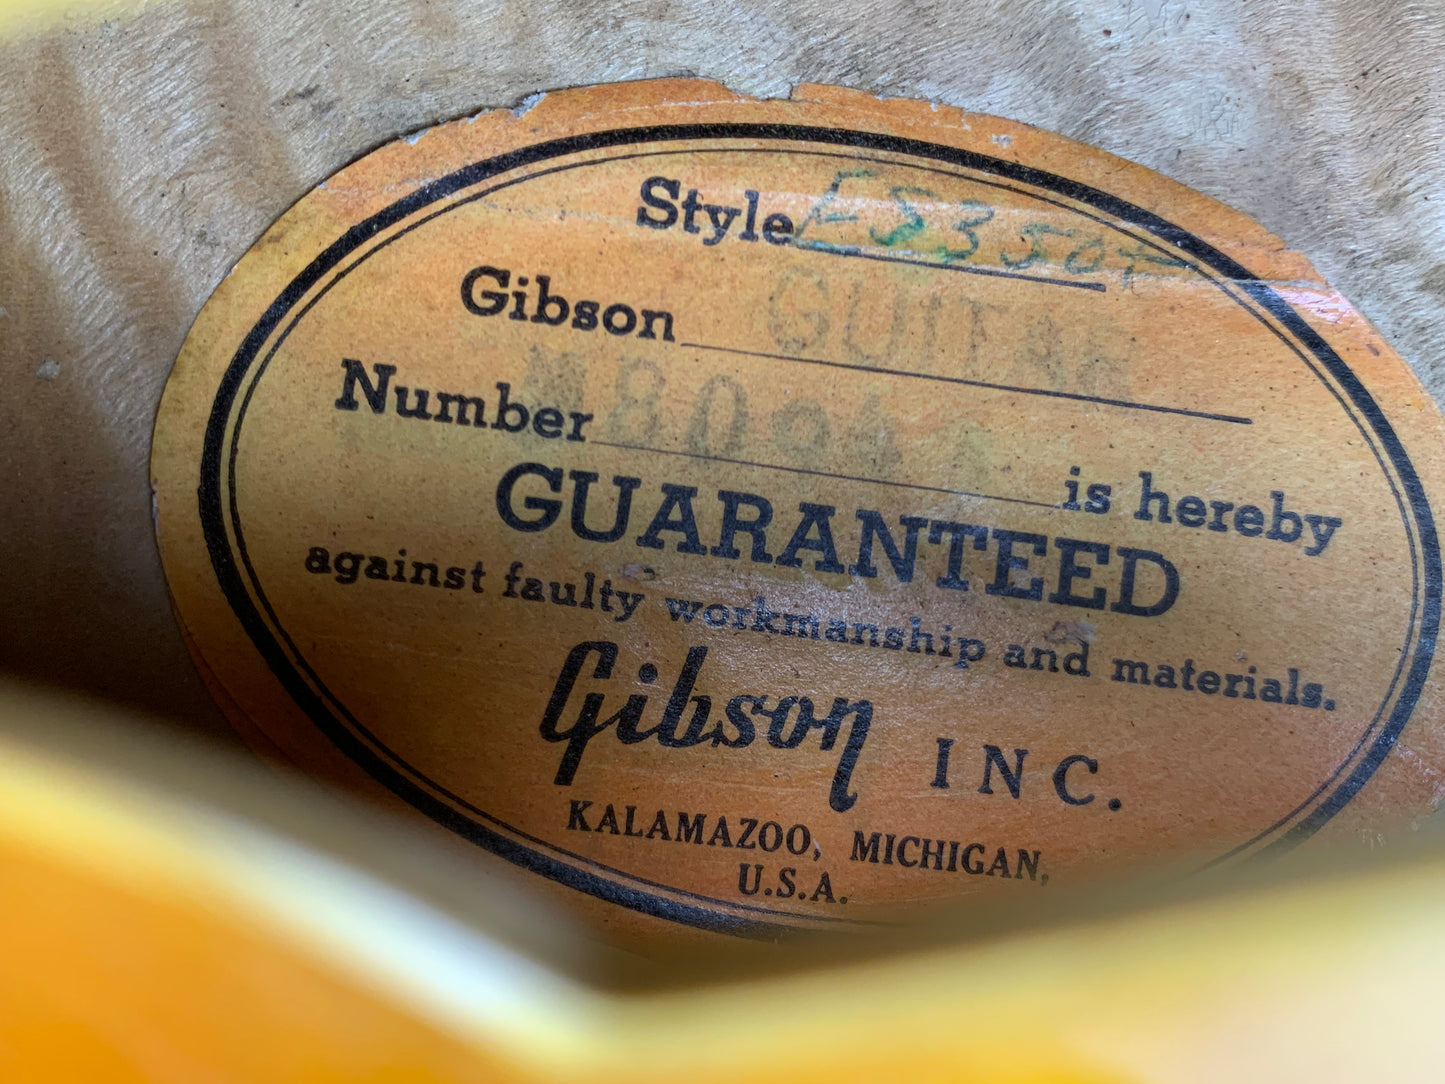 Style ES350T
Gibson GUITAR
Number
is hereby
GUARANTEED
against faulty workmanship and materials.
Gibson INC.
KALAMAZOO, MICHIGAN,
U.S.A.